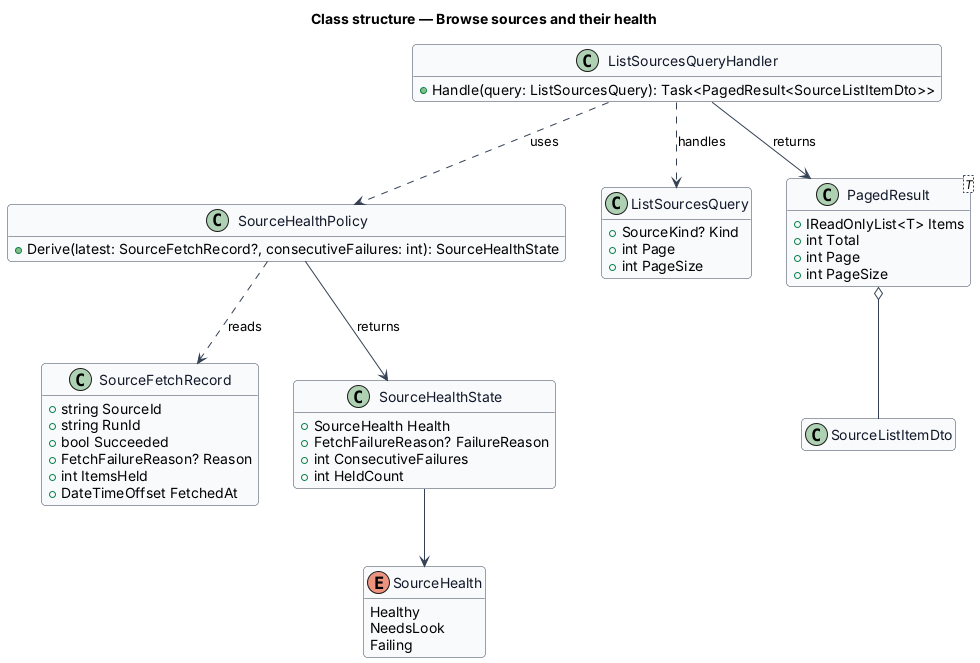 Class structure — Browse sources and their health
C ListSourcesQueryHandler
Handle(query: ListSourcesQuery): Task<PagedResult<SourceListItemDto>>
uses
handles
returns
C SourceHealthPolicy
Derive(latest: SourceFetchRecord?, consecutiveFailures: int): SourceHealthState
C ListSourcesQuery
SourceKind? Kind
int Page
int PageSize
C PagedResult
T
IReadOnlyList<T> Items
int Total
int Page
int PageSize
reads
returns
C SourceFetchRecord
string SourceId
string RunId
bool Succeeded
FetchFailureReason? Reason
int ItemsHeld
DateTimeOffset FetchedAt
C SourceHealthState
SourceHealth Health
FetchFailureReason? FailureReason
int ConsecutiveFailures
int HeldCount
C SourceListItemDto
E SourceHealth
Healthy
NeedsLook
Failing